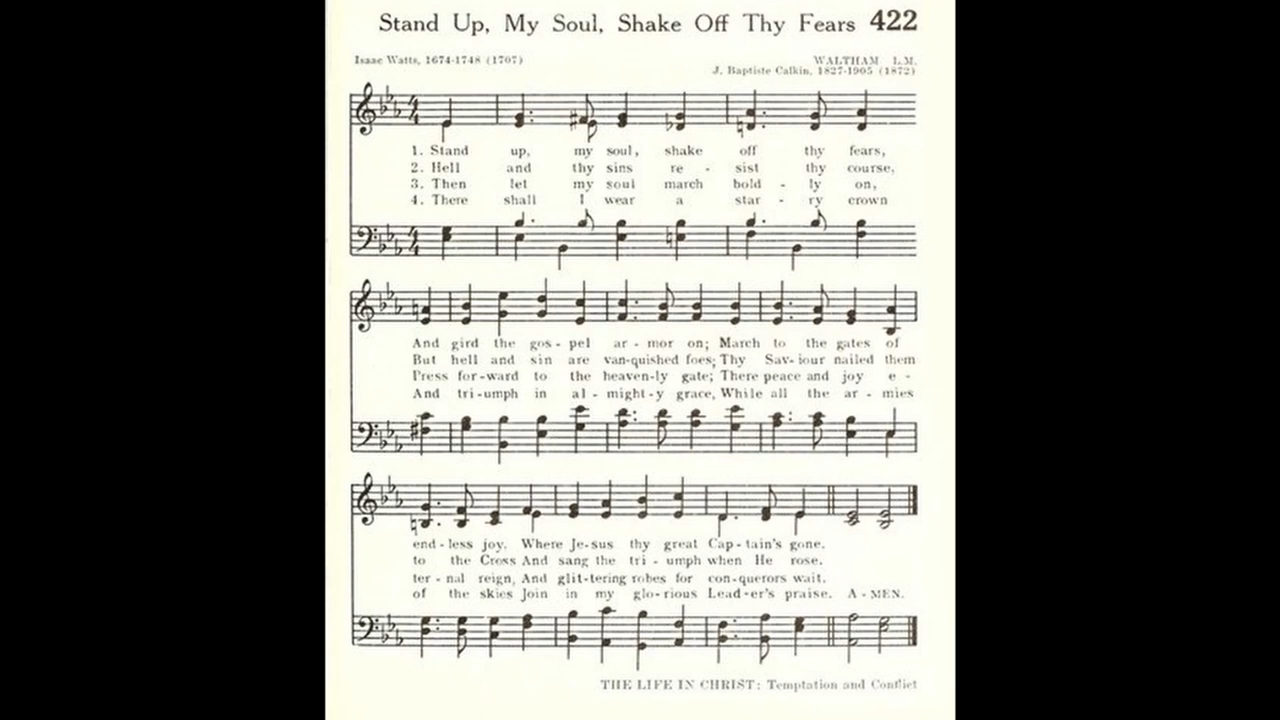 Stand Up, My Soul, Shake Off Thy Fears 422
Isaac Watts, 1674-1748 (1707)
WALTHAM L.M.
J. Baptiste Calkin, 1827-1905 (1872)
1. Stand up, my soul, shake off thy fears,
2. Hell and thy sins re - sist thy course,
3. Then let my soul march bold - ly on,
4. There shall I wear a star - ry crown
And gird the gos - pel ar - mor on; March to the gates of
But hell and sin are van-quished foes; Thy Sav-iour nailed them
Press for-ward to the heaven-ly gate; There peace and joy e -
And tri-umph in al - might-y grace, While all the ar - mies
end - less joy. Where Je-sus thy great Cap-tain's gone.
to the Cross And sang the tri - umph when He rose.
ter - nal reign, And glit-tering robes for con-querors wait.
of the skies Join in my glo-rious Lead-er's praise. A-MEN.
THE LIFE IN CHRIST: Temptation and Conflict